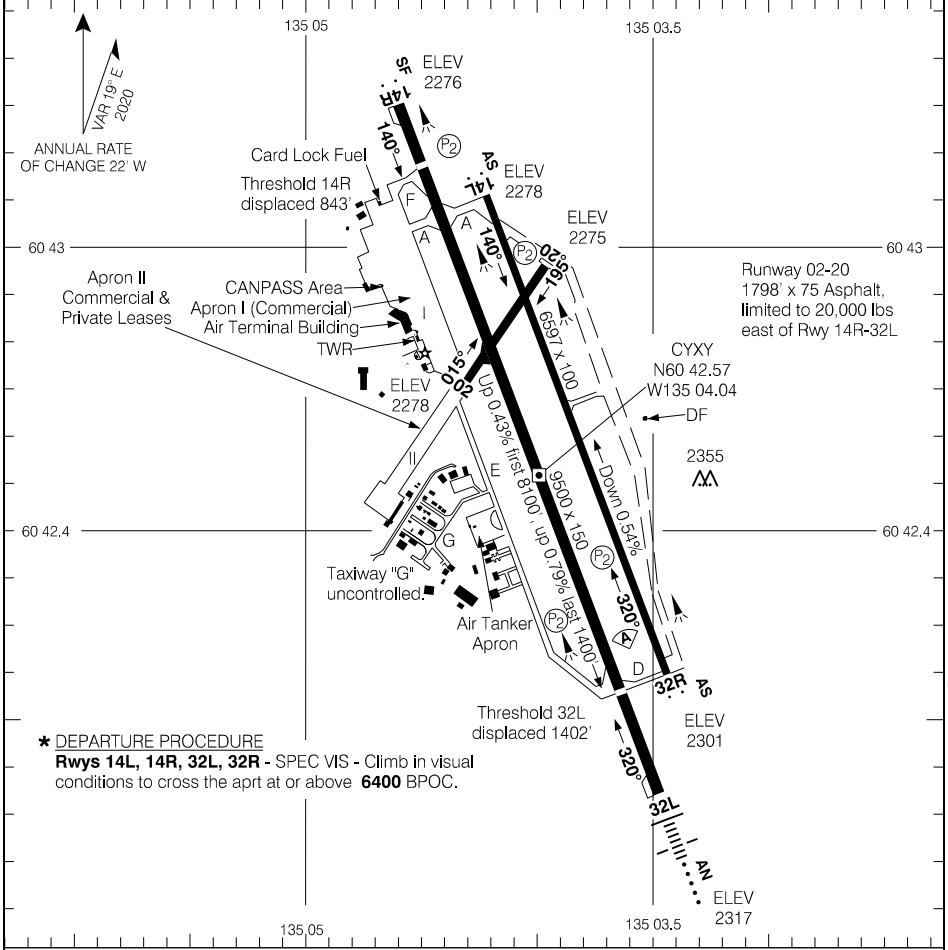 135 05
135 03.5
VAR 19° E
2020
ANNUAL RATE
OF CHANGE 22' W
SF
ELEV
2276
14R
140°
P2
Card Lock Fuel
Threshold 14R
displaced 843'
F
AS
14L
ELEV
2278
A
A
140°
P2
ELEV
2275
020
195°
60 43
60 43
Apron II
Commercial &
Private Leases
CANPASS Area
Apron I (Commercial)
Air Terminal Building
TWR
I
ELEV
2278
015°
02
6597 x 100
Runway 02-20
1798' x 75 Asphalt,
limited to 20,000 lbs
east of Rwy 14R-32L
CYXY
N60 42.57
W135 04.04
DF
2355
Up 0.43% first 8100', up 0.79% last 1400'
9500 x 150
Down 0.54%
II
E
G
60 42.4
60 42.4
Taxiway "G"
uncontrolled.
Air Tanker
Apron
P2
P2
320°
A
D
32R
AS
ELEV
2301
Threshold 32L
displaced 1402'
320°
32L
AN
ELEV
2317
* DEPARTURE PROCEDURE
Rwys 14L, 14R, 32L, 32R - SPEC VIS - Climb in visual
conditions to cross the aprt at or above 6400 BPOC.
135 05
135 03.5